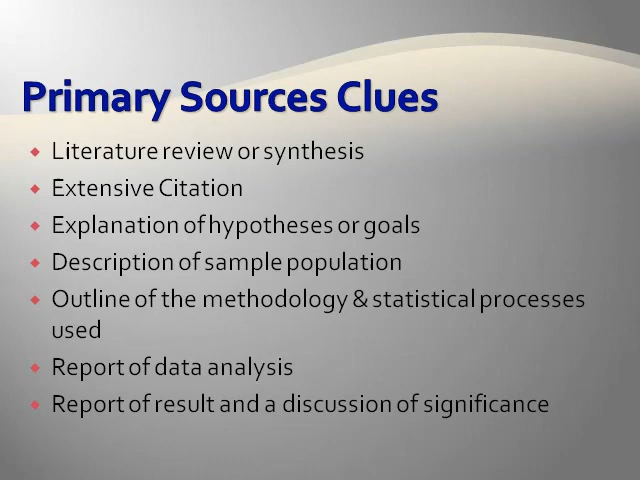 Primary Sources Clues
Literature review or synthesis
Extensive Citation
Explanation of hypotheses or goals
Description of sample population
Outline of the methodology & statistical processes
used
Report of data analysis
Report of result and a discussion of significance